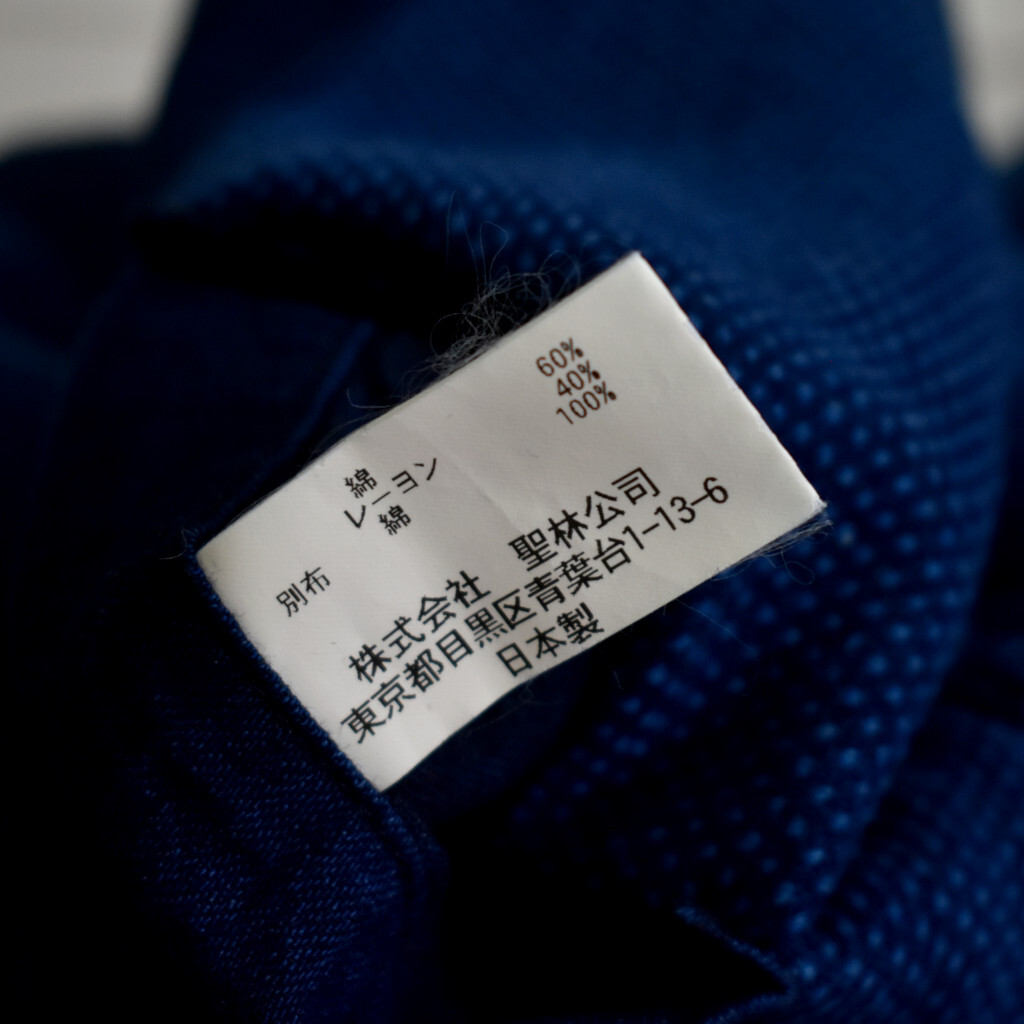 綿 60%
レーヨン 40%
別布 綿 100%
株式会社 聖林公司
東京都目黒区青葉台1-13-6
日本製